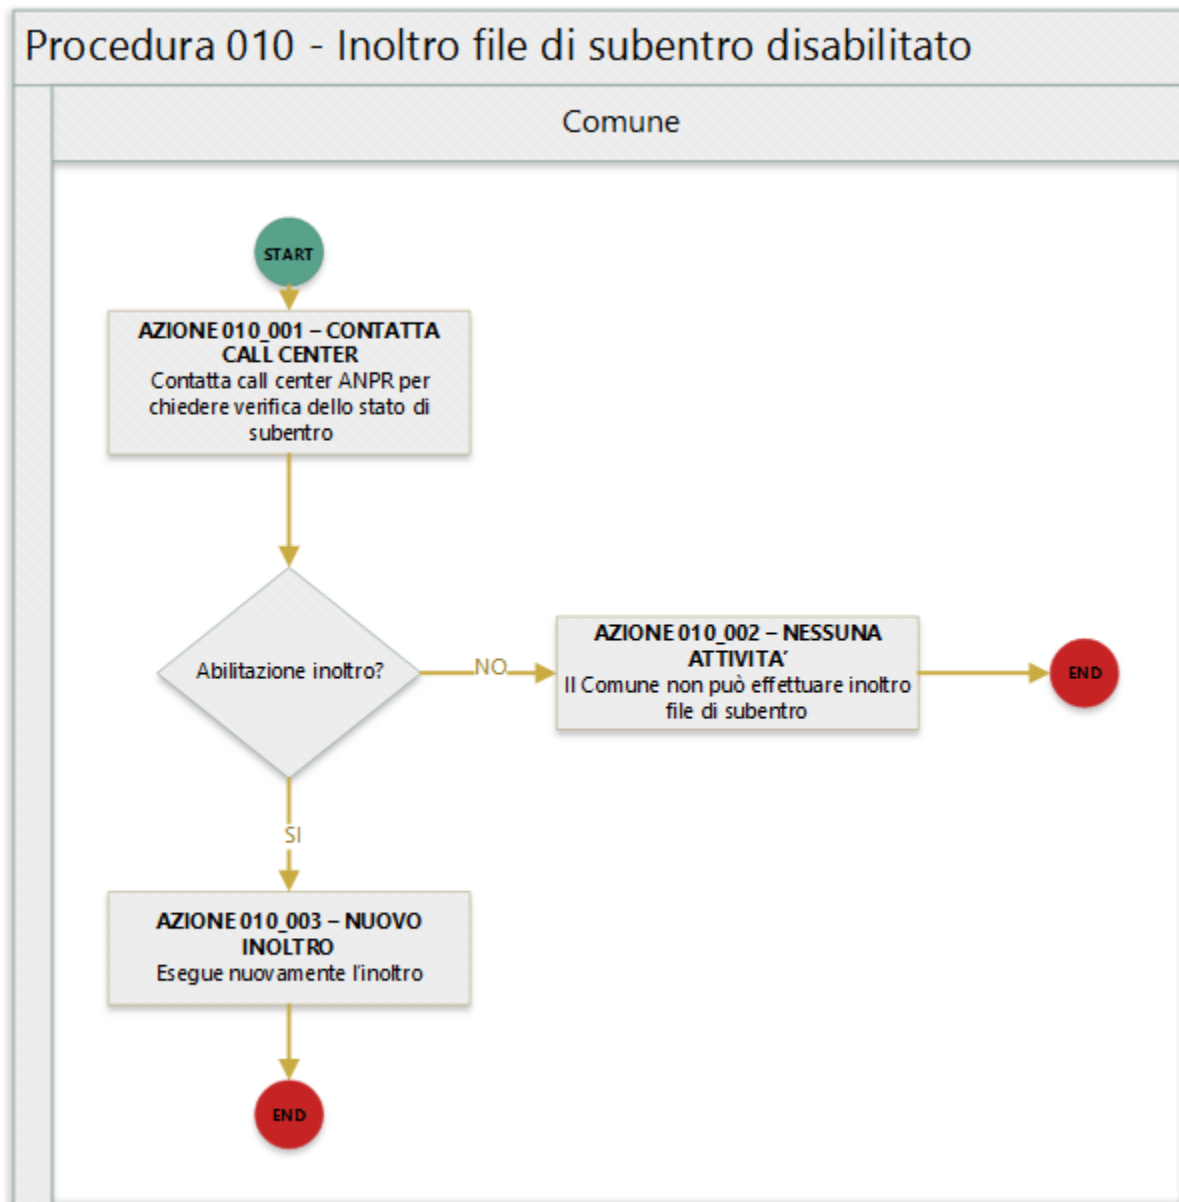 Procedura 010 - Inoltro file di subentro disabilitato
Comune
START
AZIONE 010_001 – CONTATTA
CALL CENTER
Contatta call center ANPR per
chiedere verifica dello stato di
subentro
Abilitazione inoltro?
NO
AZIONE 010_002 – NESSUNA
ATTIVITA’
Il Comune non può effettuare inoltro
file di subentro
END
SI
AZIONE 010_003 – NUOVO
INOLTRO
Esegue nuovamente l’inoltro
END